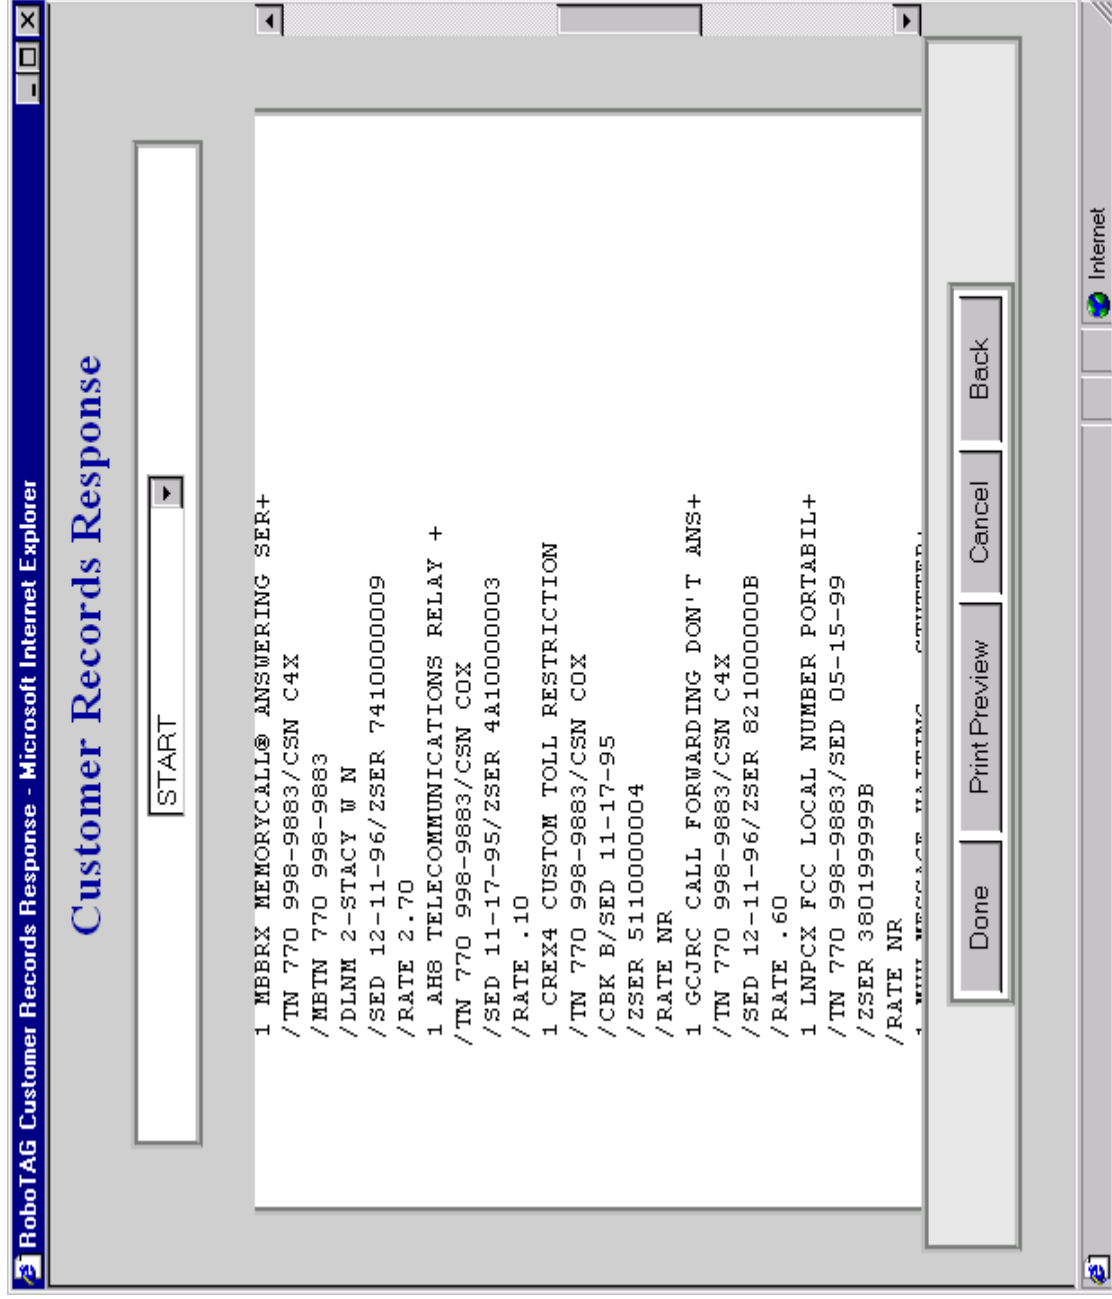 RoboTAG Customer Records Response - Microsoft Internet Explorer
Customer Records Response
START
1 MBBRX MEMORYCALL® ANSWERING SER+
/TN 770 998-9883/CSN C4X
/MBTN 770 998-9883
/DLNM 2-STACY W N
/SED 12-11-96/ZSER 7410000009
/RATE 2.70
1 AH8 TELECOMMUNICATIONS RELAY +
/TN 770 998-9883/CSN C0X
/SED 11-17-95/ZSER 4A10000003
/RATE .10
1 CREX4 CUSTOM TOLL RESTRICTION
/TN 770 998-9883/CSN C0X
/CBK B/SED 11-17-95
/ZSER 5110000004
/RATE NR
1 GCJRC CALL FORWARDING DON'T ANS+
/TN 770 998-9883/CSN C4X
/SED 12-11-96/ZSER 821000000B
/RATE .60
1 LNPCX FCC LOCAL NUMBER PORTABIL+
/TN 770 998-9883/SED 05-15-99
/ZSER 380199999B
/RATE NR
MESSAGE WAITING
Done
Print Preview
Cancel
Back
Internet